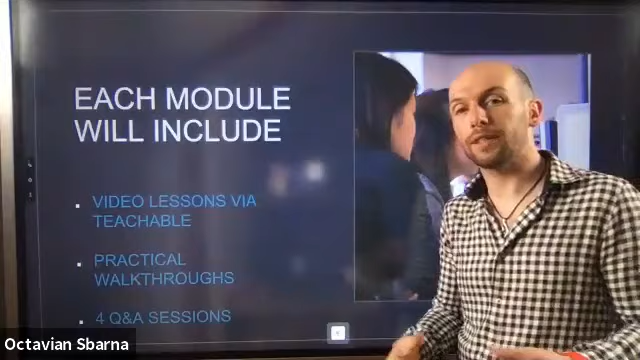 EACH MODULE
WILL INCLUDE
VIDEO LESSONS VIA
TEACHABLE
PRACTICAL
WALKTHROUGHS
4 Q&A SESSIONS
Octavian Sbarna